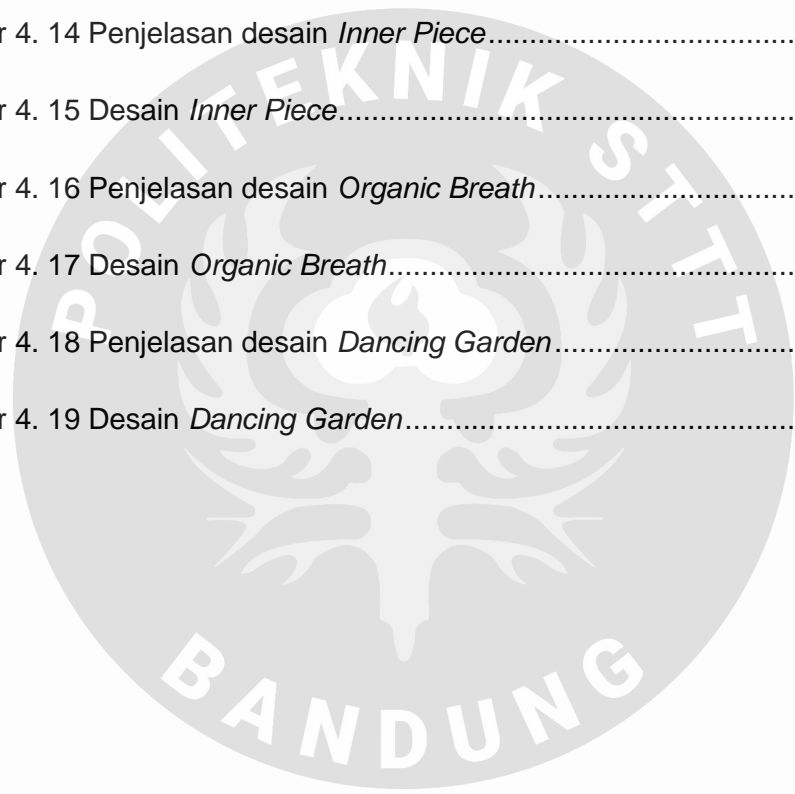 r 4. 14 Penjelasan desain Inner Piece..........................................
r 4. 15 Desain Inner Piece.............................................................
r 4. 16 Penjelasan desain Organic Breath...................................
r 4. 17 Desain Organic Breath......................................................
r 4. 18 Penjelasan desain Dancing Garden................................
r 4. 19 Desain Dancing Garden...................................................
POLITEKNIK STTT
BANDUNG